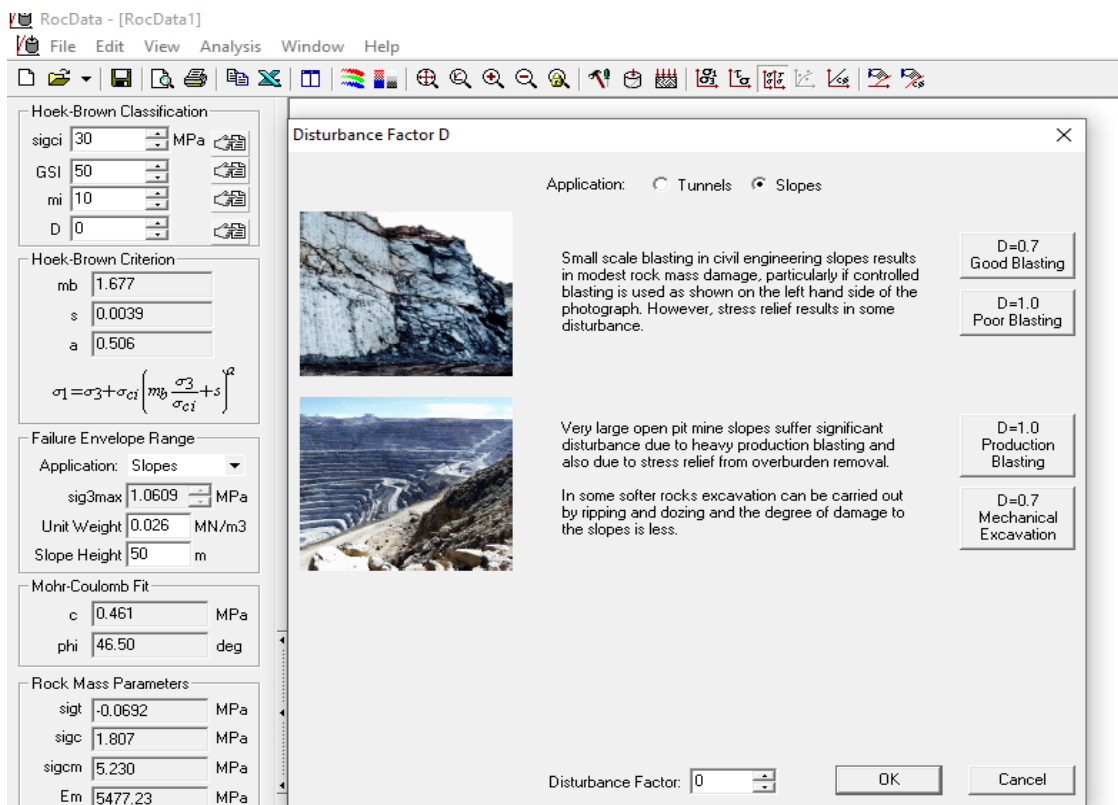 RocData - [RocData1]
File Edit View Analysis Window Help
Hoek-Brown Classification
sigci 30 MPa
GSI 50
mi 10
D 0
Hoek-Brown Criterion
mb 1.677
s 0.0039
a 0.506
σ1=σ3+σci(mb σ3/σci+s)^a
Failure Envelope Range
Application: Slopes
sig3max 1.0609 MPa
Unit Weight 0.026 MN/m3
Slope Height 50 m
Mohr-Coulomb Fit
c 0.461 MPa
phi 46.50 deg
Rock Mass Parameters
sigt -0.0692 MPa
sigc 1.807 MPa
sigcm 5.230 MPa
Em 5477.23 MPa
Disturbance Factor D
Application: Tunnels Slopes
Small scale blasting in civil engineering slopes results
in modest rock mass damage, particularly if controlled
blasting is used as shown on the left hand side of the
photograph. However, stress relief results in some
disturbance.
D=0.7
Good Blasting
D=1.0
Poor Blasting
Very large open pit mine slopes suffer significant
disturbance due to heavy production blasting and
also due to stress relief from overburden removal.
In some softer rocks excavation can be carried out
by ripping and dozing and the degree of damage to
the slopes is less.
D=1.0
Production
Blasting
D=0.7
Mechanical
Excavation
Disturbance Factor: 0
OK
Cancel